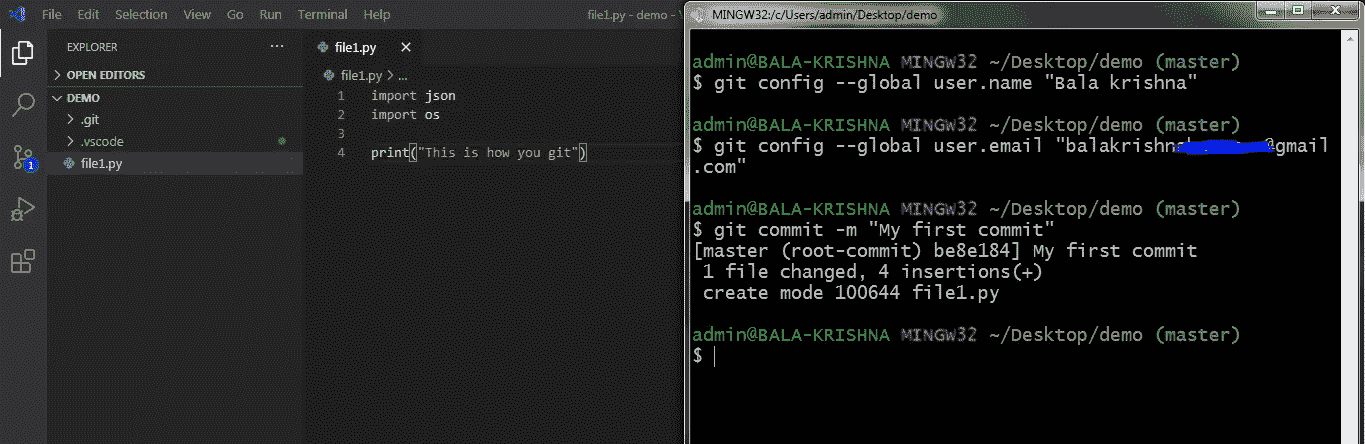 File Edit Selection View Go Run Terminal Help
file1.py - demo -
EXPLORER
OPEN EDITORS
DEMO
.git
.vscode
file1.py
1
file1.py
file1.py > ...
1 import json
2 import os
3
4 print("This is how you git")
MINGW32:/c/Users/admin/Desktop/demo
admin@BALA-KRISHNA MINGW32 ~/Desktop/demo (master)
$ git config --global user.name "Bala krishna"
admin@BALA-KRISHNA MINGW32 ~/Desktop/demo (master)
$ git config --global user.email "balakrishna @gmail
.com"
admin@BALA-KRISHNA MINGW32 ~/Desktop/demo (master)
$ git commit -m "My first commit"
[master (root-commit) be8e184] My first commit
1 file changed, 4 insertions(+)
create mode 100644 file1.py
admin@BALA-KRISHNA MINGW32 ~/Desktop/demo (master)
$